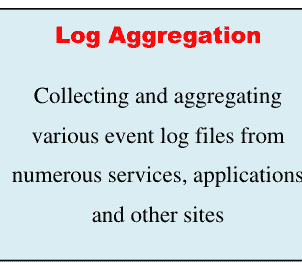 Log Aggregation
Collecting and aggregating
various event log files from
numerous services, applications
and other sites